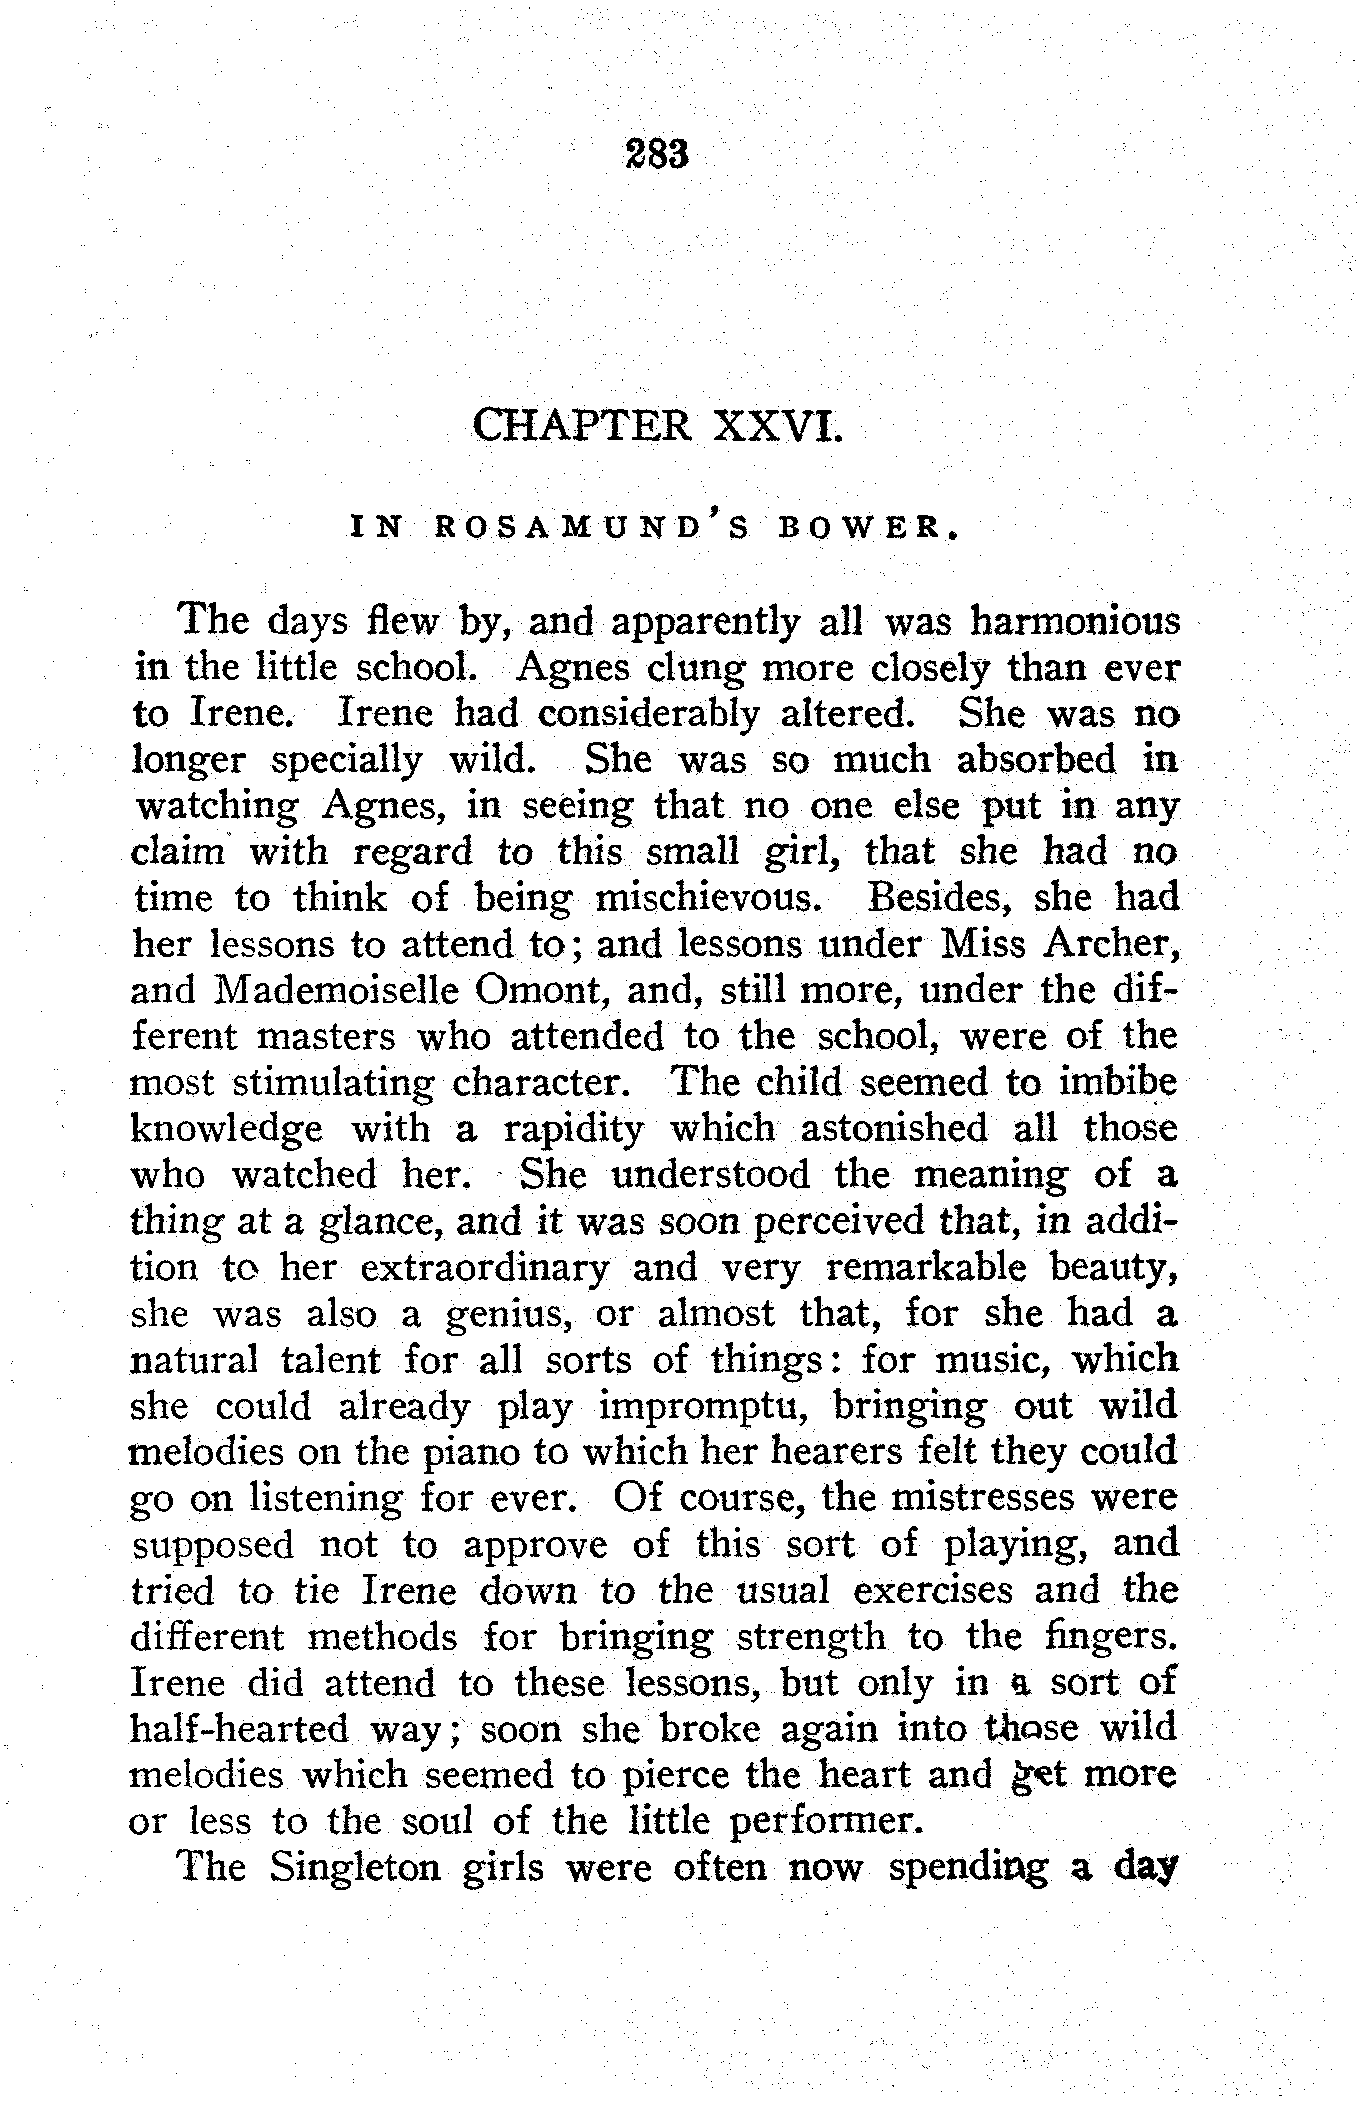 283
CHAPTER XXVI.
IN ROSAMUND'S BOWER.
The days flew by, and apparently all was harmonious
in the little school. Agnes clung more closely than ever
to Irene. Irene had considerably altered. She was no
longer specially wild. She was so much absorbed in
watching Agnes, in seeing that no one else put in any
claim with regard to this small girl, that she had no
time to think of being mischievous. Besides, she had
her lessons to attend to; and lessons under Miss Archer,
and Mademoiselle Omont, and, still more, under the dif-
ferent masters who attended to the school, were of the
most stimulating character. The child seemed to imbibe
knowledge with a rapidity which astonished all those
who watched her. She understood the meaning of a
thing at a glance, and it was soon perceived that, in addi-
tion to her extraordinary and very remarkable beauty,
she was also a genius, or almost that, for she had a
natural talent for all sorts of things: for music, which
she could already play impromptu, bringing out wild
melodies on the piano to which her hearers felt they could
go on listening for ever. Of course, the mistresses were
supposed not to approve of this sort of playing, and
tried to tie Irene down to the usual exercises and the
different methods for bringing strength to the fingers.
Irene did attend to these lessons, but only in a sort of
half-hearted way; soon she broke again into those wild
melodies which seemed to pierce the heart and get more
or less to the soul of the little performer.
The Singleton girls were often now spending a day